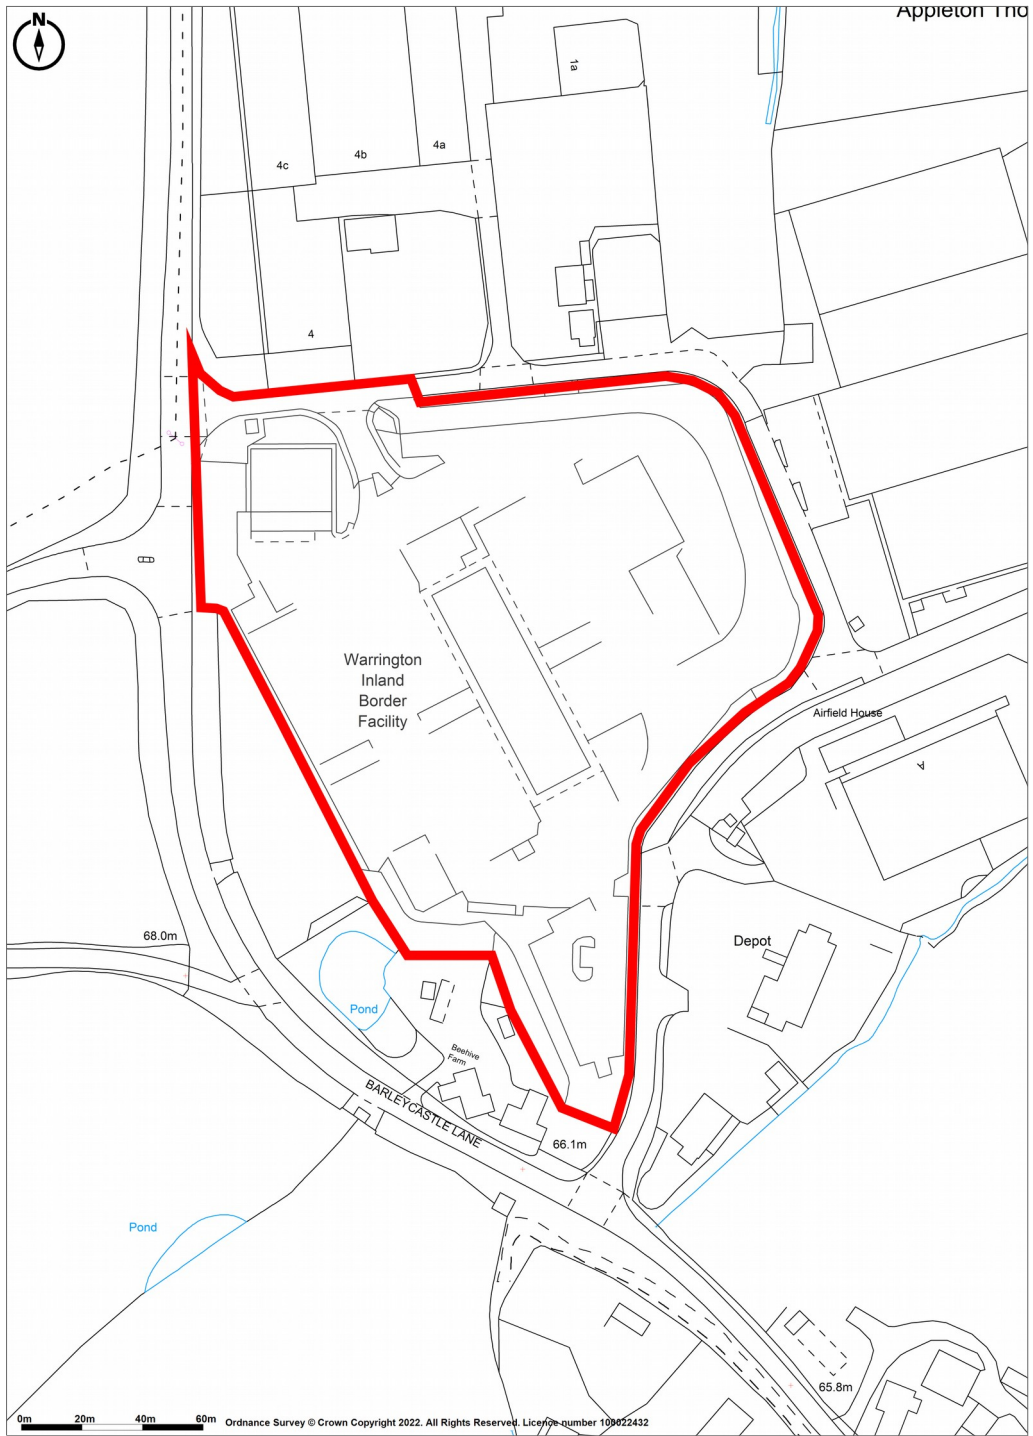 N
Appleton Tho
1a
4a
4b
4c
4
Warrington
Inland
Border
Facility
Airfield House
A
68.0m
Depot
Pond
Beehive
Farm
BARLEYCASTLE LANE
66.1m
Pond
65.8m
0m 20m 40m 60m
Ordnance Survey © Crown Copyright 2022. All Rights Reserved. Licence number 100022432